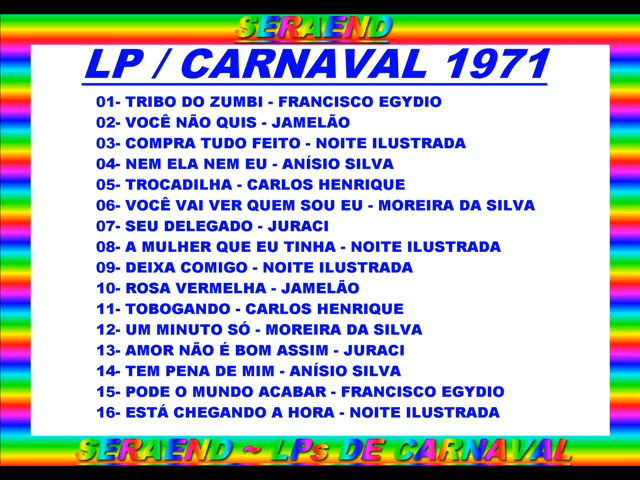 SERAEND
LP / CARNAVAL 1971
01- TRIBO DO ZUMBI - FRANCISCO EGYDIO
02- VOCÊ NÃO QUIS - JAMELÃO
03- COMPRA TUDO FEITO - NOITE ILUSTRADA
04- NEM ELA NEM EU - ANÍSIO SILVA
05- TROCADILHA - CARLOS HENRIQUE
06- VOCÊ VAI VER QUEM SOU EU - MOREIRA DA SILVA
07- SEU DELEGADO - JURACI
08- A MULHER QUE EU TINHA - NOITE ILUSTRADA
09- DEIXA COMIGO - NOITE ILUSTRADA
10- ROSA VERMELHA - JAMELÃO
11- TOBOGANDO - CARLOS HENRIQUE
12- UM MINUTO SÓ - MOREIRA DA SILVA
13- AMOR NÃO É BOM ASSIM - JURACI
14- TEM PENA DE MIM - ANÍSIO SILVA
15- PODE O MUNDO ACABAR - FRANCISCO EGYDIO
16- ESTÁ CHEGANDO A HORA - NOITE ILUSTRADA
SERAEND ~ LPs DE CARNAVAL